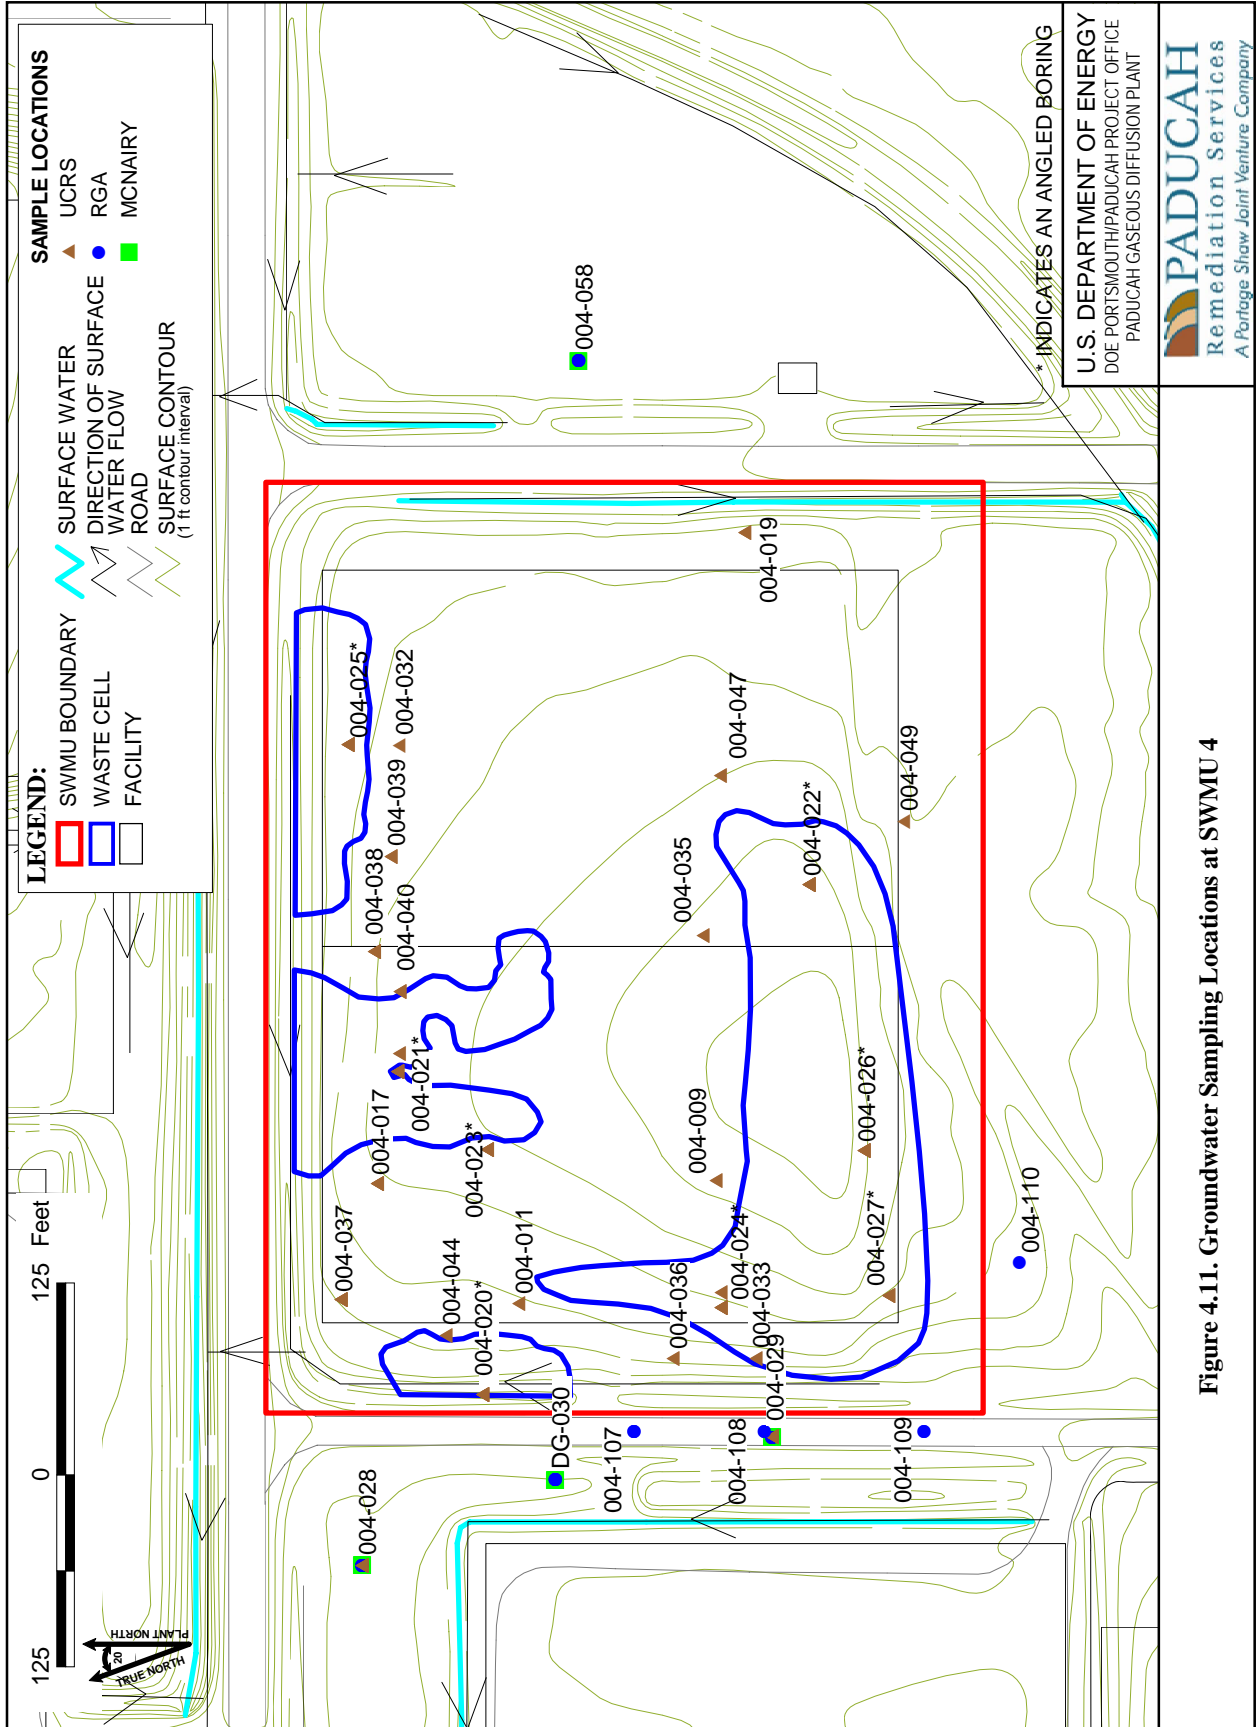 LEGEND:
SWMU BOUNDARY
WASTE CELL
FACILITY
SURFACE WATER
DIRECTION OF SURFACE
WATER FLOW
ROAD
SURFACE CONTOUR
(1 ft contour interval)
SAMPLE LOCATIONS
UCRS
RGA
MCNAIRY
125 0 125 Feet
PLANT NORTH
TRUE NORTH
20
004-025*
004-032
004-039
004-038
004-040
004-021*
004-017
004-023*
004-037
004-044
004-020*
004-011
004-028
DG-030
004-107
004-108
004-109
004-029
004-033
004-036
004-024*
004-027*
004-026*
004-009
004-035
004-022*
004-047
004-049
004-019
004-058
004-110
* INDICATES AN ANGLED BORING
U.S. DEPARTMENT OF ENERGY
DOE PORTSMOUTH/PADUCAH PROJECT OFFICE
PADUCAH GASEOUS DIFFUSION PLANT
PADUCAH
Remediation Services
A Portage Shaw Joint Venture Company
Figure 4.11. Groundwater Sampling Locations at SWMU 4